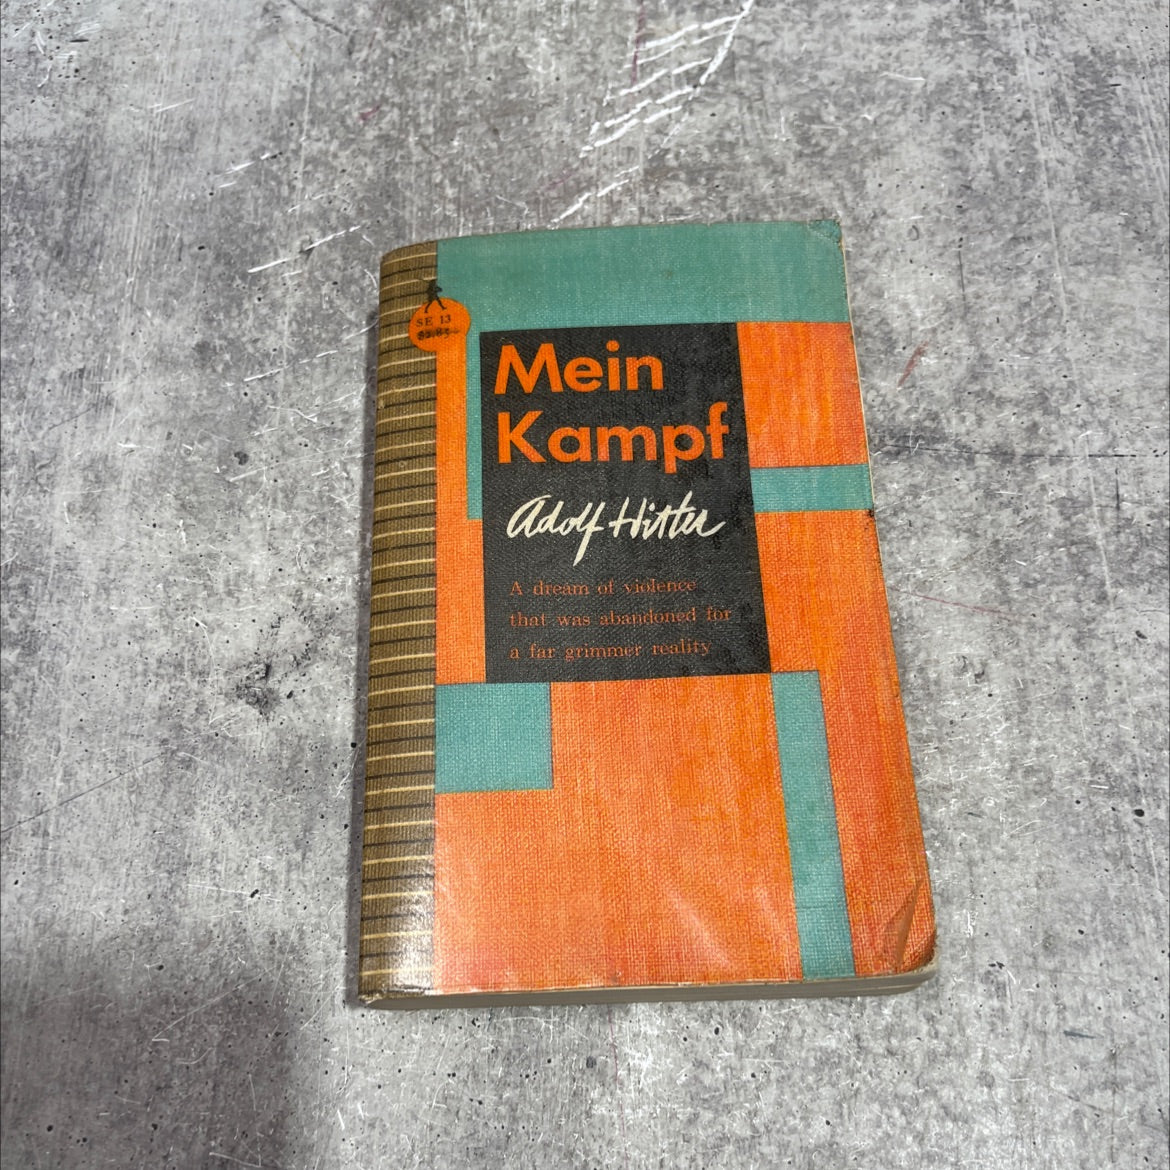 SE 13
Mein
Kampf
Adolf Hitler
A dream of violence
that was abandoned for
a far grimmer reality